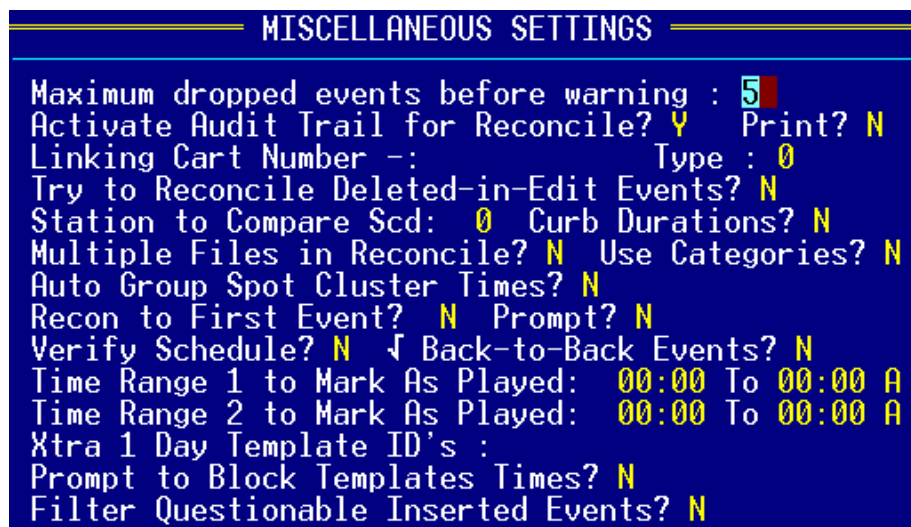 MISCELLANEOUS SETTINGS
Maximum dropped events before warning : 5
Activate Audit Trail for Reconcile? Y Print? N
Linking Cart Number -: Type : 0
Try to Reconcile Deleted-in-Edit Events? N
Station to Compare Scd: 0 Curb Durations? N
Multiple Files in Reconcile? N Use Categories? N
Auto Group Spot Cluster Times? N
Recon to First Event? N Prompt? N
Verify Schedule? N √ Back-to-Back Events? N
Time Range 1 to Mark As Played: 00:00 To 00:00 A
Time Range 2 to Mark As Played: 00:00 To 00:00 A
Xtra 1 Day Template ID's :
Prompt to Block Templates Times? N
Filter Questionable Inserted Events? N